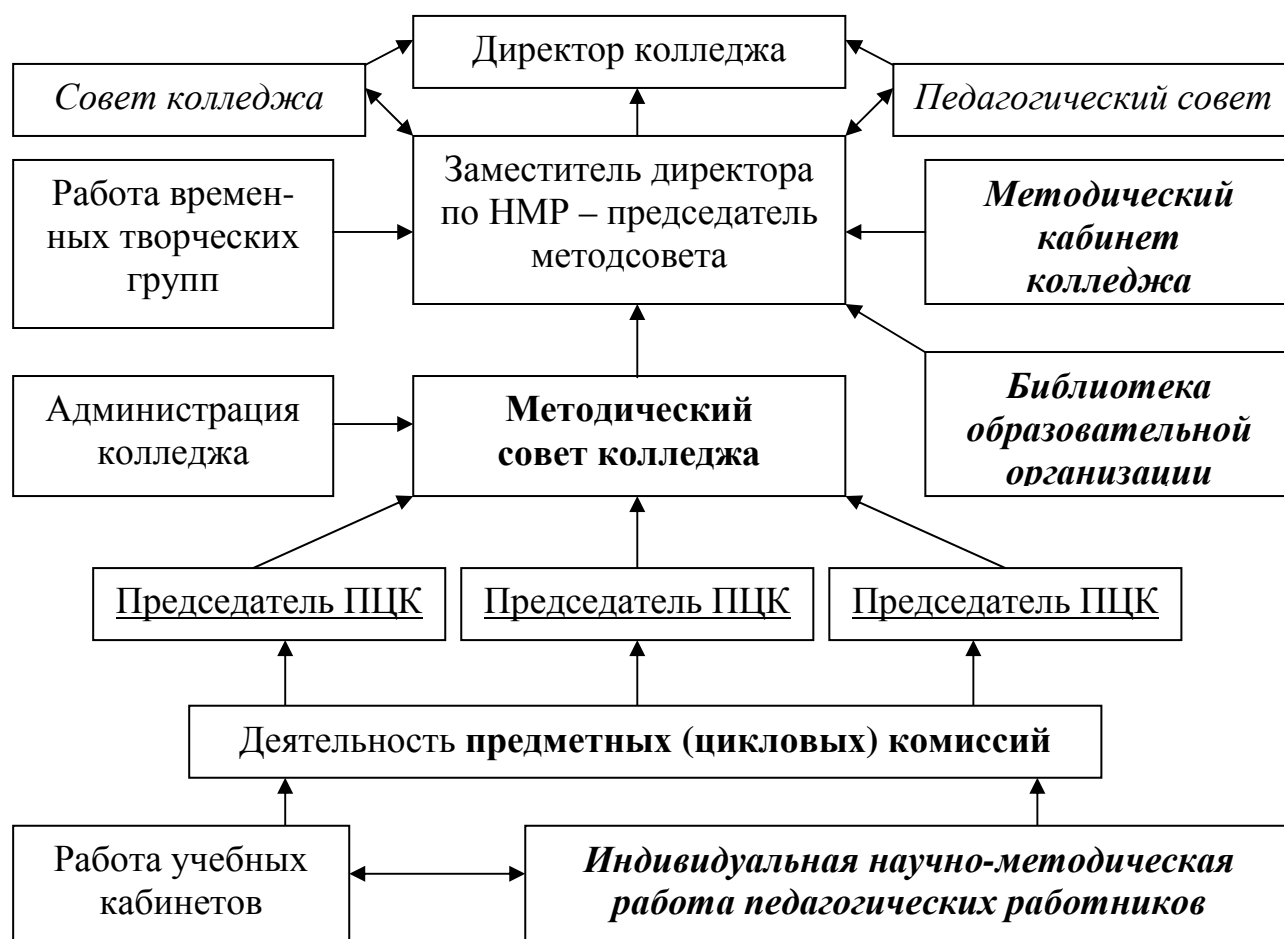 Директор колледжа
Совет колледжа
Педагогический совет
Работа времен-
ных творческих
групп
Заместитель директора
по НМР – председатель
методсовета
Методический
кабинет
колледжа
Администрация
колледжа
Методический
совет колледжа
Библиотека
образовательной
организации
Председатель ПЦК
Председатель ПЦК
Председатель ПЦК
Деятельность предметных (цикловых) комиссий
Работа учебных
кабинетов
Индивидуальная научно-методическая
работа педагогических работников